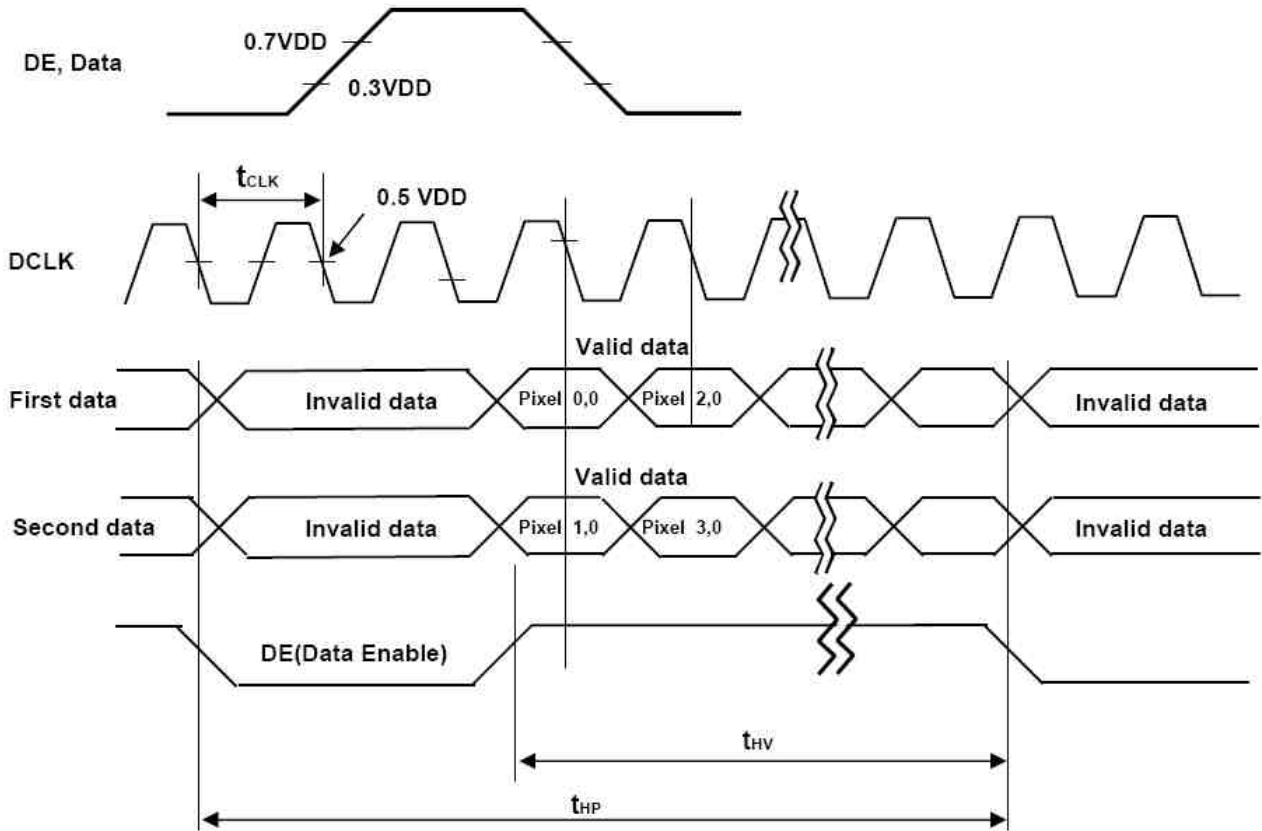 0.7VDD
DE, Data
0.3VDD
tCLK
0.5 VDD
DCLK
Valid data
First data
Invalid data
Pixel 0,0
Pixel 2,0
Invalid data
Valid data
Second data
Invalid data
Pixel 1,0
Pixel 3,0
Invalid data
DE(Data Enable)
tHV
tHP